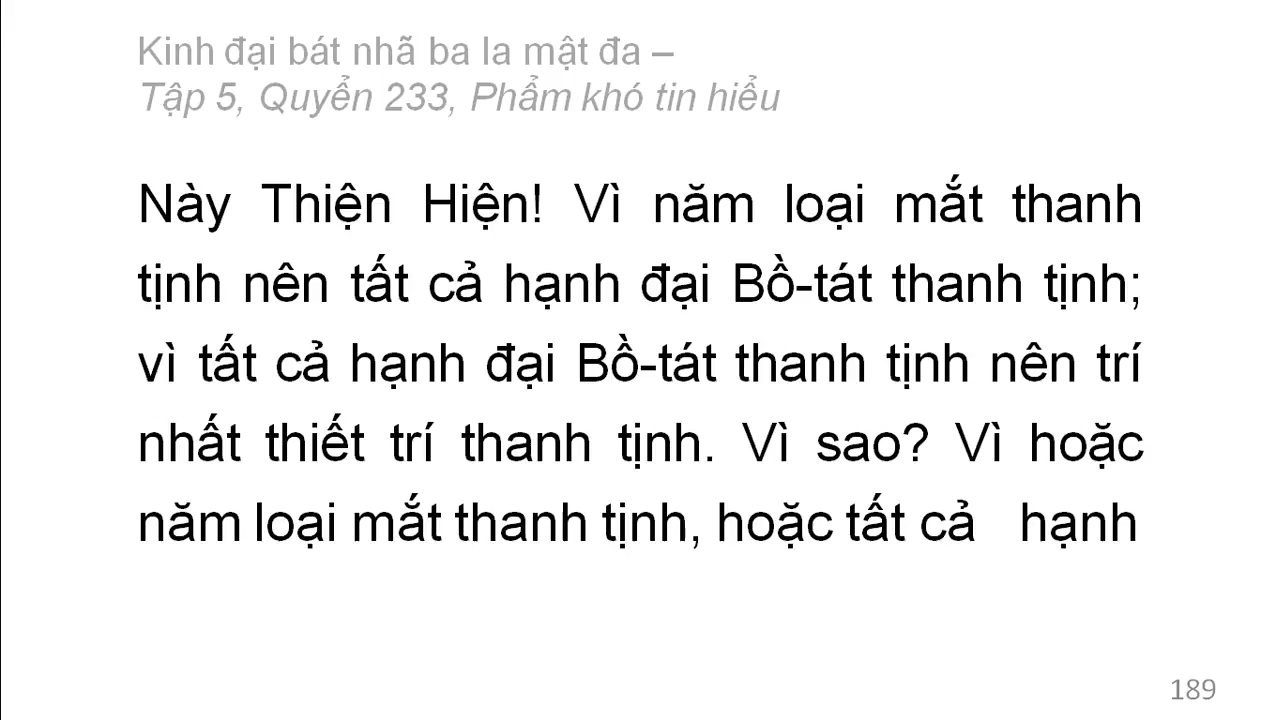 Kinh đại bát nhã ba la mật đa –
Tập 5, Quyển 233, Phẩm khó tin hiểu
Này Thiện Hiện! Vì năm loại mắt thanh
tịnh nên tất cả hạnh đại Bồ-tát thanh tịnh;
vì tất cả hạnh đại Bồ-tát thanh tịnh nên trí
nhất thiết trí thanh tịnh. Vì sao? Vì hoặc
năm loại mắt thanh tịnh, hoặc tất cả hạnh
189